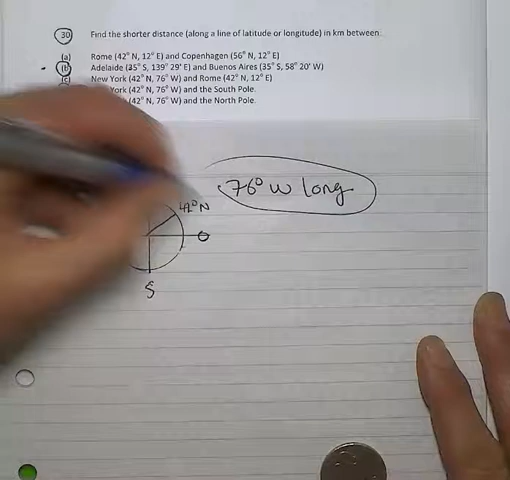 30 Find the shorter distance (along a line of latitude or longitude) in km between:
(a) Rome (42° N, 12° E) and Copenhagen (56° N, 12° E)
(b) Adelaide (35° S, 139° 29' E) and Buenos Aires (35° S, 58° 20' W)
(c) New York (42° N, 76° W) and Rome (42° N, 12° E)
York (42° N, 76° W) and the South Pole.
(42° N, 76° W) and the North Pole.
76° W long
42° N
0
S